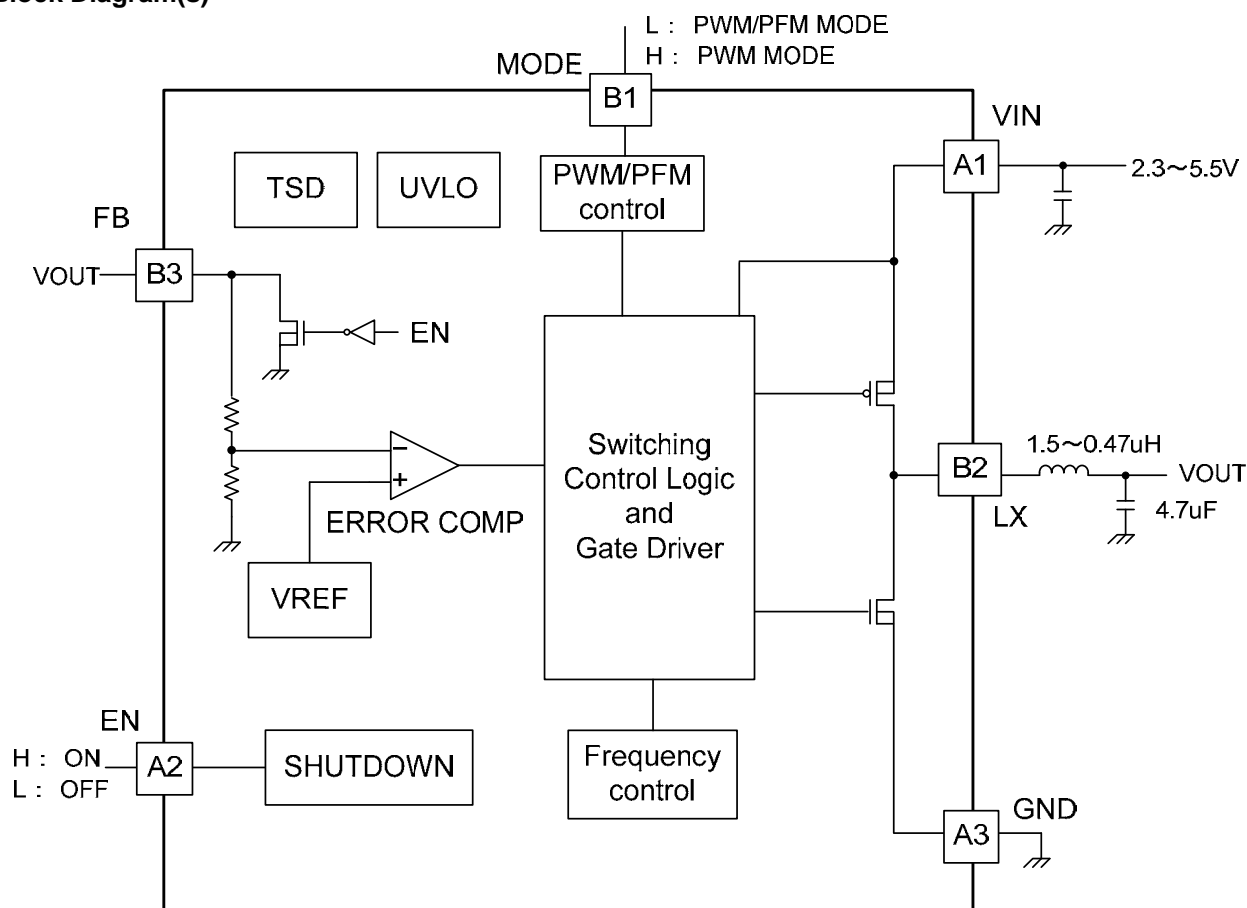 L : PWM/PFM MODE
H : PWM MODE
MODE
B1
VIN
A1
2.3～5.5V
TSD
UVLO
PWM/PFM
control
FB
VOUT
B3
EN
Switching
Control Logic
and
Gate Driver
ERROR COMP
VREF
1.5～0.47uH
B2
VOUT
LX
4.7uF
EN
H : ON
L : OFF
A2
SHUTDOWN
Frequency
control
GND
A3